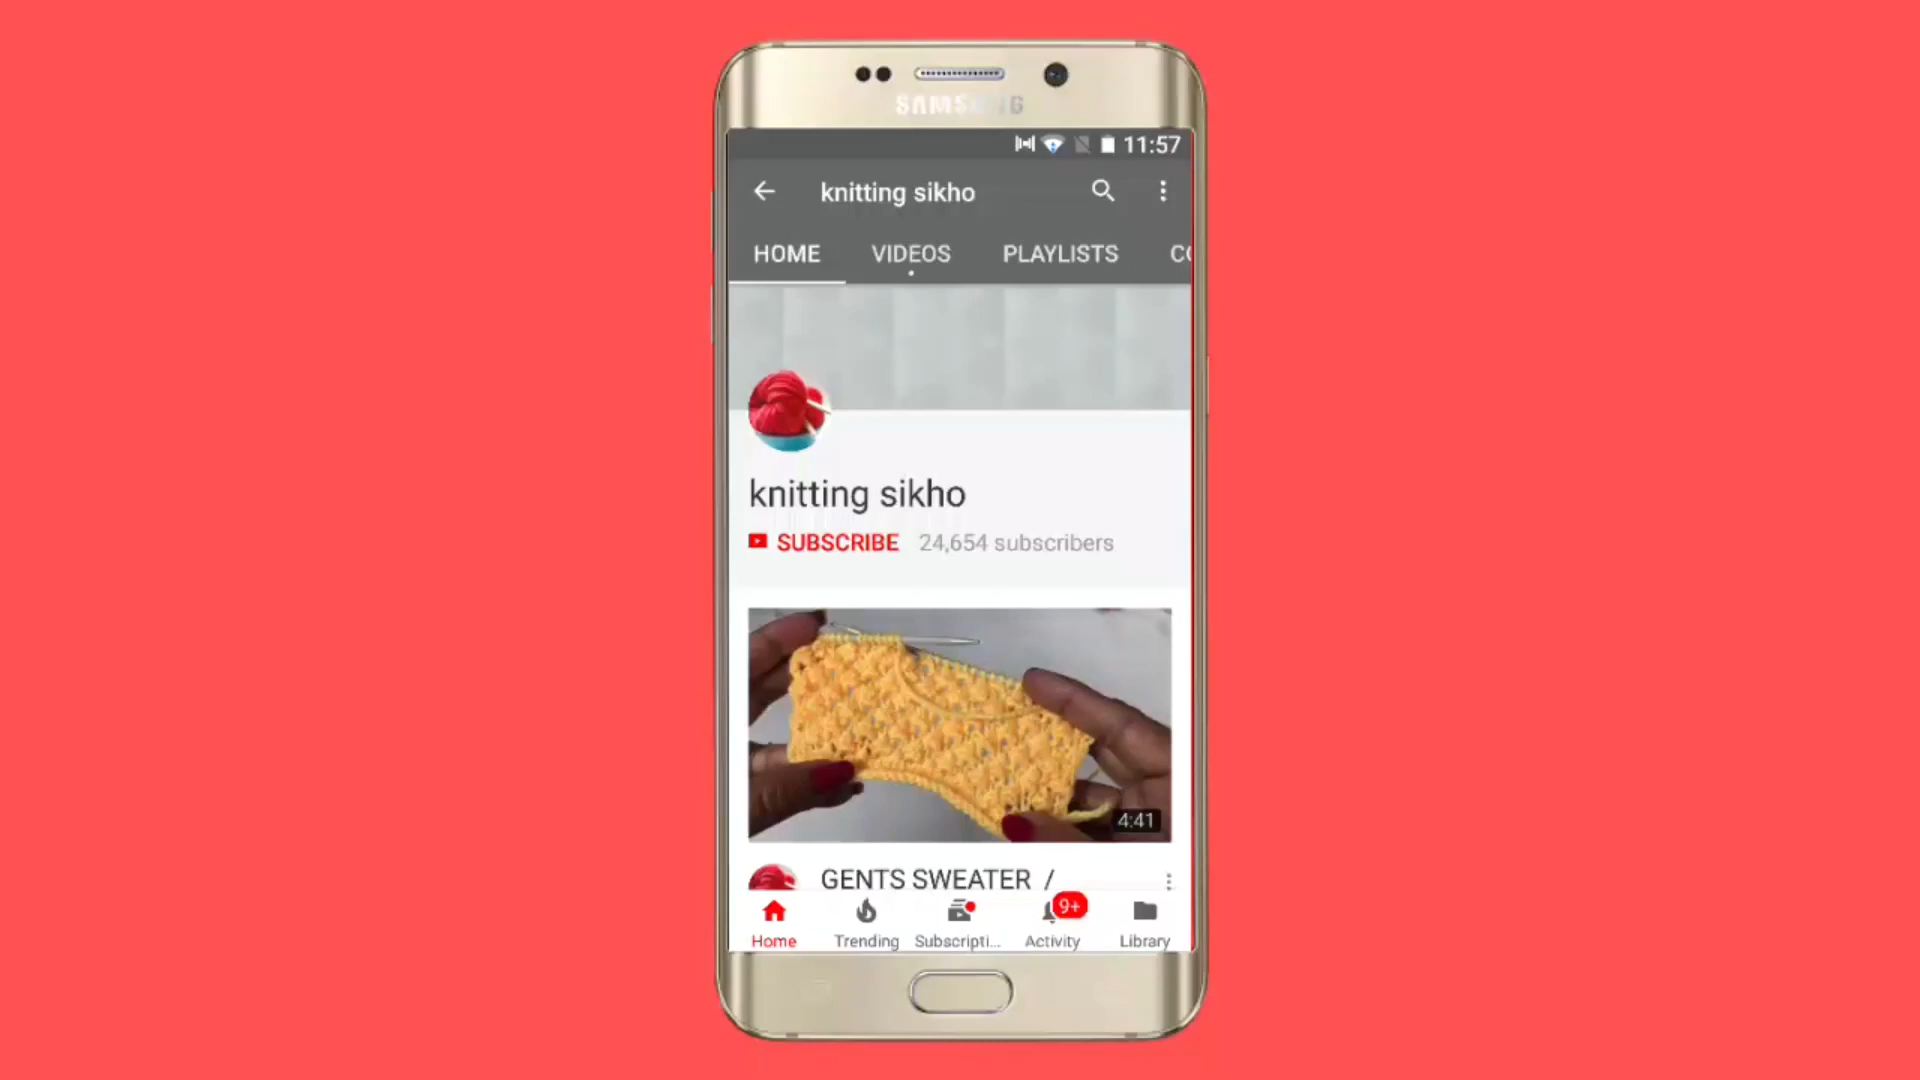 SAMSUNG
11:57
knitting sikho
HOME VIDEOS PLAYLISTS
knitting sikho
SUBSCRIBE 24,654 subscribers
4:41
GENTS SWEATER /
9+
Home Trending Subscripti... Activity Library